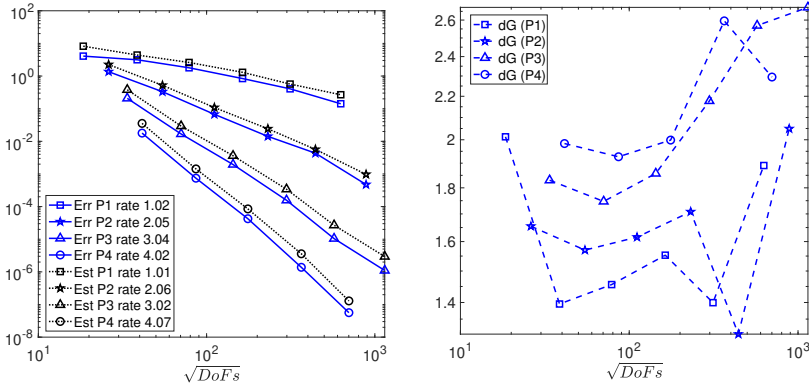 10^2
10^0
10^-2
10^-4
10^-6
10^-8
Err P1 rate 1.02
Err P2 rate 2.05
Err P3 rate 3.04
Err P4 rate 4.02
Est P1 rate 1.01
Est P2 rate 2.06
Est P3 rate 3.02
Est P4 rate 4.07
10^1
10^2
10^3
√DoFs
2.6
2.4
2.2
2
1.8
1.6
1.4
dG (P1)
dG (P2)
dG (P3)
dG (P4)
10^1
10^2
10^3
√DoFs